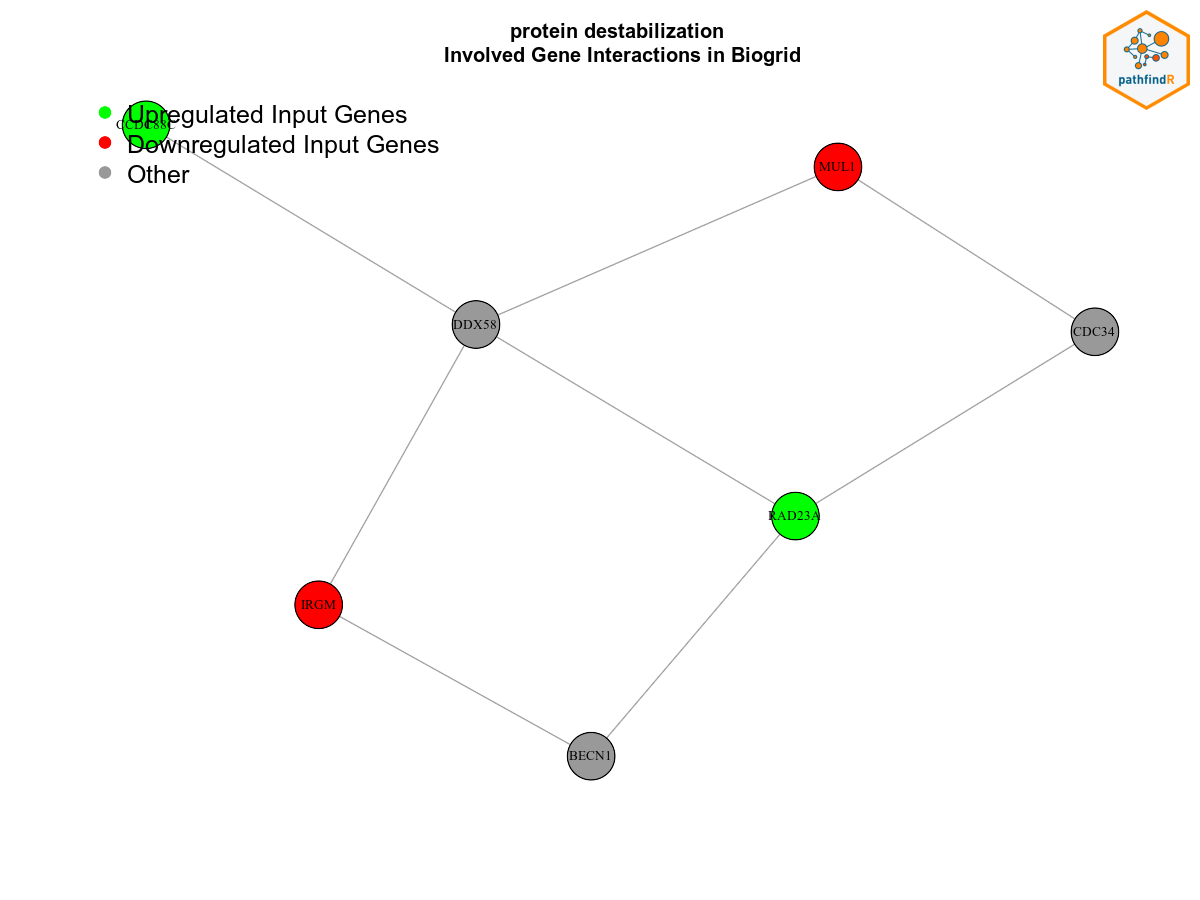 protein destabilization
Involved Gene Interactions in Biogrid
pathfindR
Upregulated Input Genes
CCDC88C
Downregulated Input Genes
Other
MUL1
DDX58
CDC34
RAD23A
IRGM
BECN1